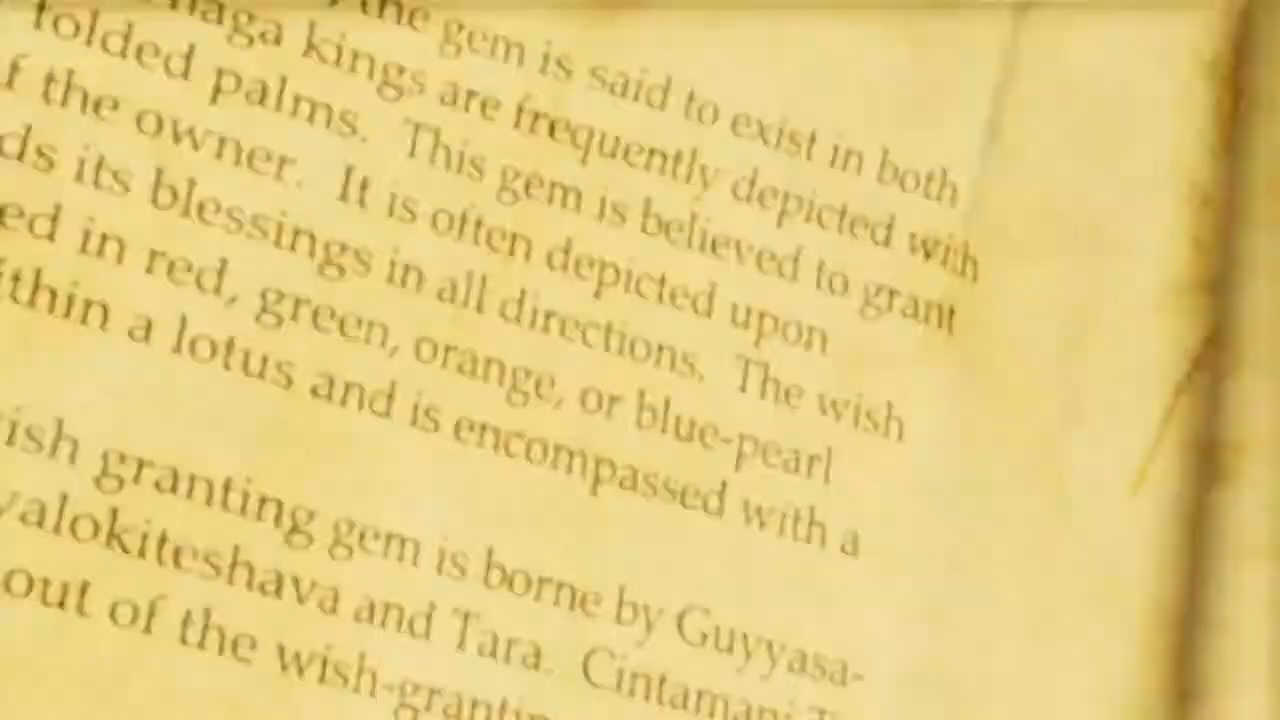 the gem is said to exist in both
naga kings are frequently depicted with
folded palms. This gem is believed to grant
f the owner. It is often depicted upon
ds its blessings in all directions. The wish
ed in red, green, orange, or blue-pearl
ithin a lotus and is encompassed with a
ish granting gem is borne by Guyyasa-
valokiteshava and Tara. Cintamani
out of the wish-grantin